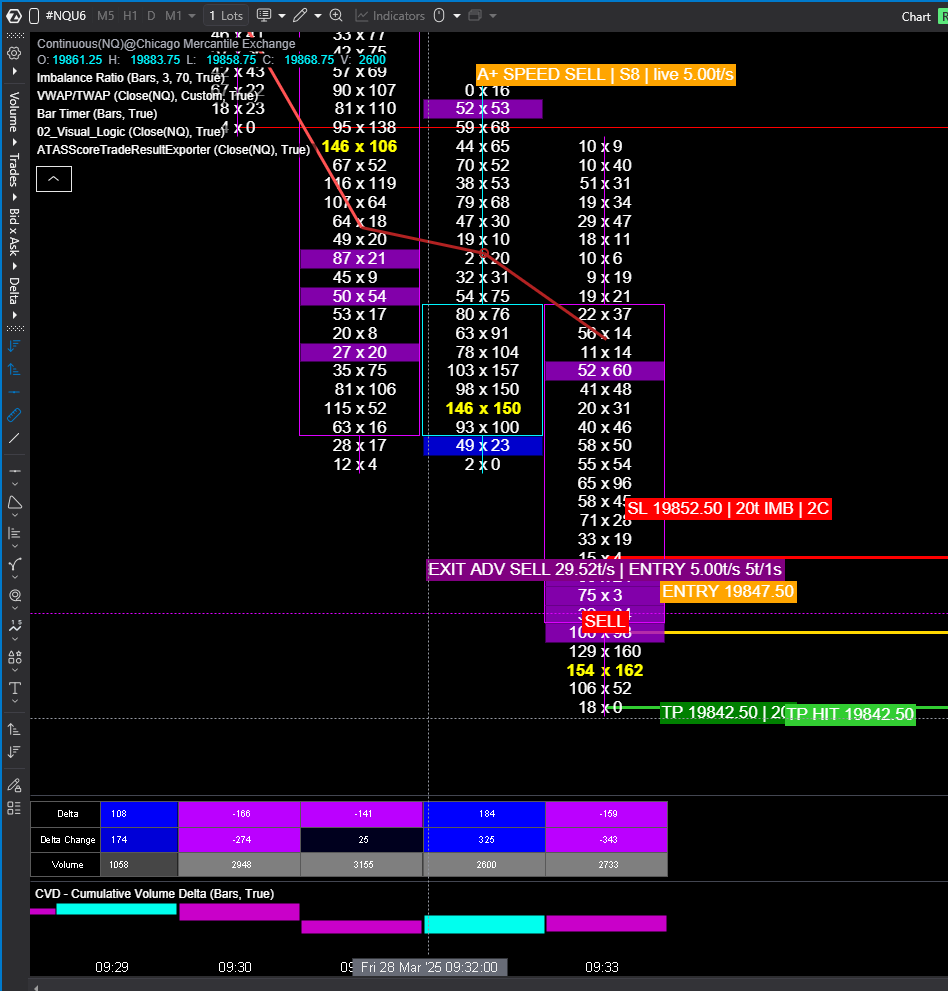 #NQU6 M5 H1 D M1 1 Lots Indicators Chart
Continuous(NQ)@Chicago Mercantile Exchange
O: 19861.25 H: 19883.75 L: 19858.75 C: 19868.75 V: 2600
Imbalance Ratio (Bars, 3, 70, True)
VWAP/TWAP (Close(NQ), Custom, True)
Bar Timer (Bars, True)
02_Visual_Logic (Close(NQ), True)
ATASScoreTradeResultExporter (Close(NQ), True)
Volume
Trades
Bid x Ask
Delta
42 x 43
67 x 22
18 x 23
4 x 0
33 x 77
42 x 75
57 x 69
90 x 107
81 x 110
95 x 138
146 x 106
67 x 52
116 x 119
107 x 64
64 x 18
49 x 20
87 x 21
45 x 9
50 x 54
53 x 17
20 x 8
27 x 20
35 x 75
81 x 106
115 x 52
63 x 16
28 x 17
12 x 4
A+ SPEED SELL | S8 | live 5.00t/s
0 x 16
52 x 53
59 x 68
44 x 65
70 x 52
38 x 53
79 x 68
47 x 30
19 x 10
2 x 20
32 x 31
54 x 75
80 x 76
63 x 91
78 x 104
103 x 157
98 x 150
146 x 150
93 x 100
49 x 23
2 x 0
10 x 9
10 x 40
51 x 31
19 x 34
29 x 47
18 x 11
10 x 6
9 x 19
19 x 21
22 x 37
56 x 14
11 x 14
52 x 60
41 x 48
20 x 31
40 x 46
58 x 50
55 x 54
65 x 96
58 x 45
SL 19852.50 | 20t IMB | 2C
71 x 28
33 x 19
15 x 4
EXIT ADV SELL 29.52t/s | ENTRY 5.00t/s 5t/1s
75 x 3
ENTRY 19847.50
SELL
129 x 160
154 x 162
106 x 52
18 x 0
TP 19842.50 | 20
TP HIT 19842.50
Delta 108 -166 -141 184 -159
Delta Change 174 -274 25 325 -343
Volume 1058 2948 3155 2600 2733
CVD - Cumulative Volume Delta (Bars, True)
09:29 09:30 Fri 28 Mar '25 09:32:00 09:33